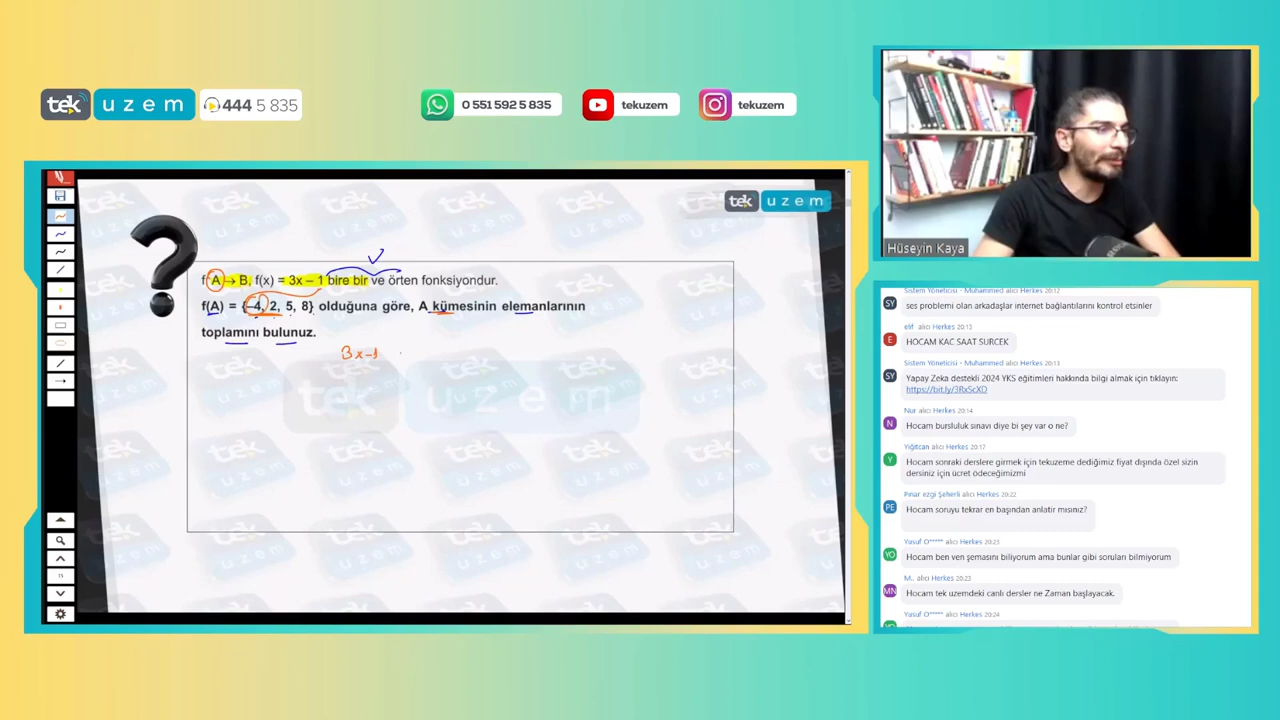 tek uzem 444 5 835
0 551 592 5 835
tekuzem
tekuzem
tek uzem
f A → B, f(x) = 3x – 1 bire bir ve örten fonksiyondur.
f(A) = {–4, 2, 5, 8} olduğuna göre, A kümesinin elemanlarının
toplamını bulunuz.
3x-1
Hüseyin Kaya
Sistem Yöneticisi - Muhammed alıcı Herkes 20:12
SY
ses problemi olan arkadaşlar internet bağlantılarını kontrol etsinler
elif alıcı Herkes 20:13
E
HOCAM KAC SAAT SURCEK
Sistem Yöneticisi - Muhammed alıcı Herkes 20:13
SY
Yapay Zeka destekli 2024 YKS eğitimleri hakkında bilgi almak için tıklayın:
https://bit.ly/3RxScXD
Nur alıcı Herkes 20:14
N
Hocam bursluluk sınavı diye bi şey var o ne?
Yiğitcan alıcı Herkes 20:17
Y
Hocam sonraki derslere girmek için tekuzeme dediğimiz fiyat dışında özel sizin
dersiniz için ücret ödeceğimizmi
Pınar ezgi Şeherli alıcı Herkes 20:22
PE
Hocam soruyu tekrar en başından anlatir mısınız?
Yusuf O***** alıcı Herkes 20:23
YO
Hocam ben ven şemasını biliyorum ama bunlar gibi soruları bilmiyorum
M.. alıcı Herkes 20:23
MN
Hocam tek uzemdeki canlı dersler ne Zaman başlayacak.
Yusuf O***** alıcı Herkes 20:24
YO